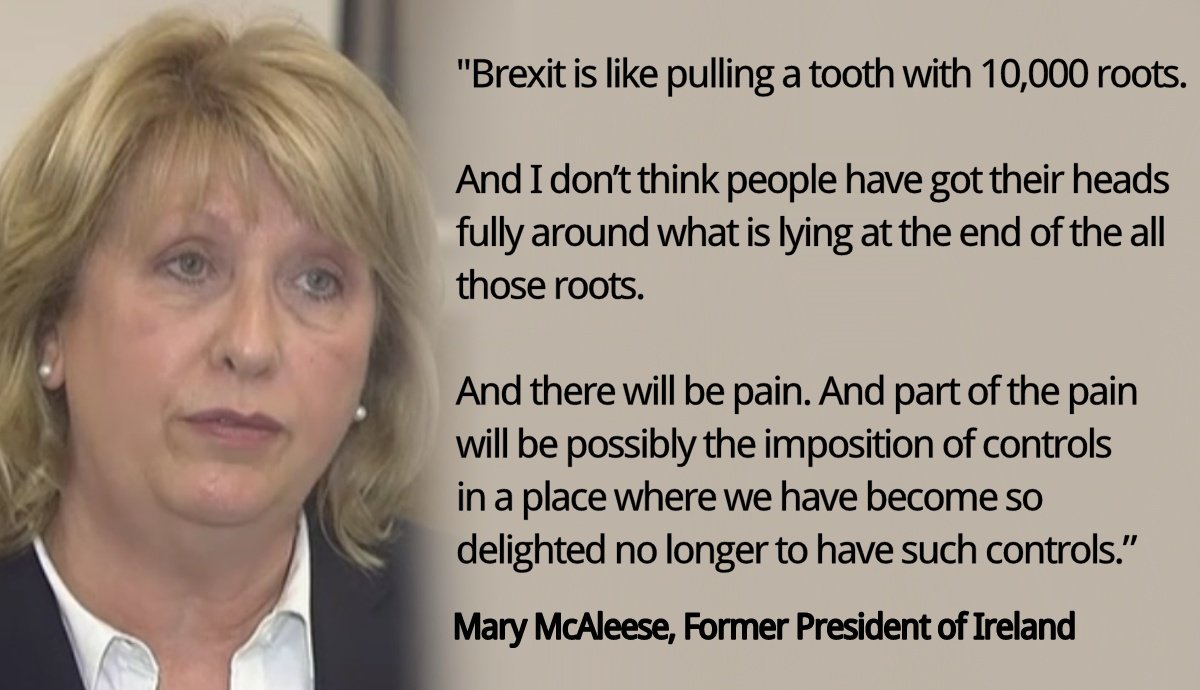 "Brexit is like pulling a tooth with 10,000 roots.
And I don’t think people have got their heads
fully around what is lying at the end of the all
those roots.
And there will be pain. And part of the pain
will be possibly the imposition of controls
in a place where we have become so
delighted no longer to have such controls.”
Mary McAleese, Former President of Ireland